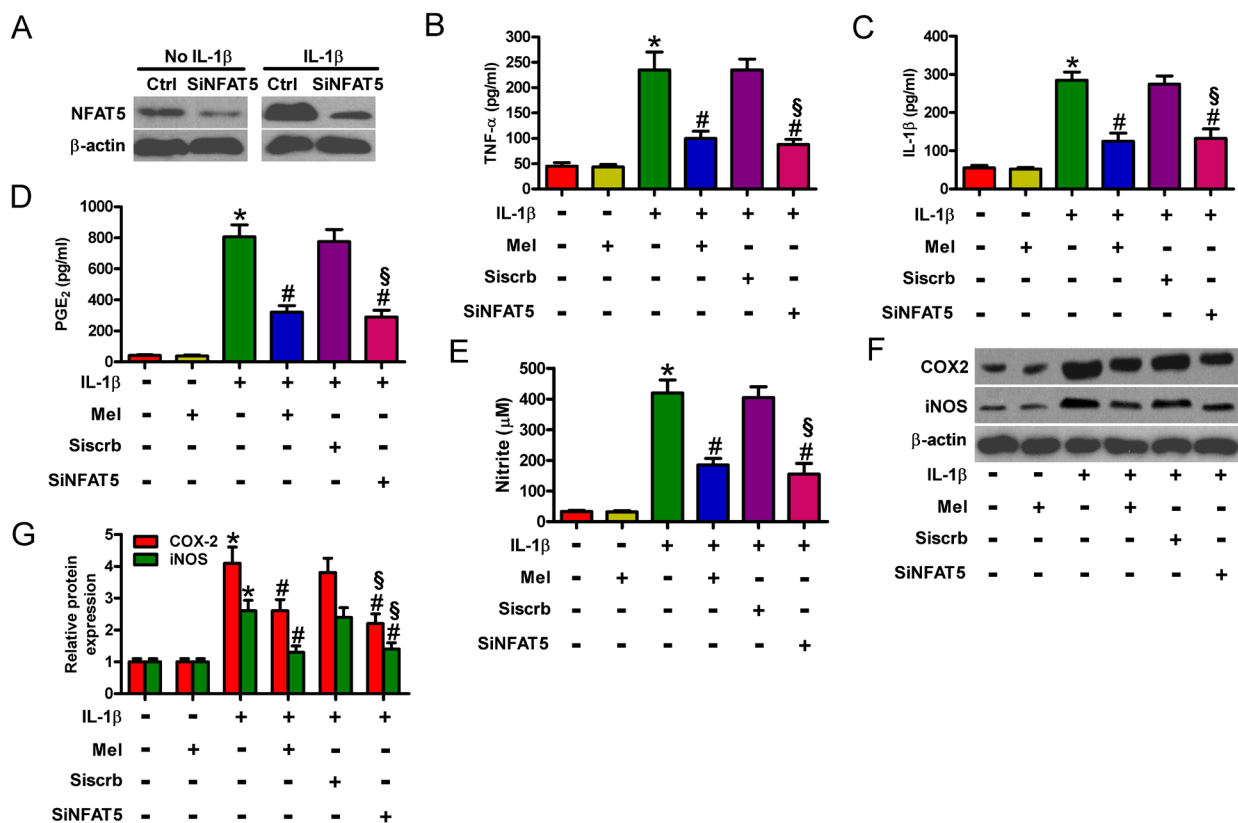 A
No IL-1β IL-1β
Ctrl SiNFAT5 Ctrl SiNFAT5
NFAT5
β-actin
B
TNF-α (pg/ml)
300
250
200
150
100
50
0
* # § #
IL-1β - - + + + +
Mel - + - + - -
Siscrb - - - - + -
SiNFAT5 - - - - - +
C
IL-1β (pg/ml)
400
300
200
100
0
* # § #
IL-1β - - + + + +
Mel - + - + - -
Siscrb - - - - + -
SiNFAT5 - - - - - +
D
PGE₂ (pg/ml)
1000
800
600
400
200
0
* # § #
IL-1β - - + + + +
Mel - + - + - -
Siscrb - - - - + -
SiNFAT5 - - - - - +
E
Nitrite (μM)
500
400
300
200
100
0
* # § #
IL-1β - - + + + +
Mel - + - + - -
Siscrb - - - - + -
SiNFAT5 - - - - - +
F
COX2
iNOS
β-actin
IL-1β - - + + + +
Mel - + - + - -
Siscrb - - - - + -
SiNFAT5 - - - - - +
G
Relative protein
expression
5
4
3
2
1
0
COX-2
iNOS
* * # # § # § #
IL-1β - - + + + +
Mel - + - + - -
Siscrb - - - - + -
SiNFAT5 - - - - - +